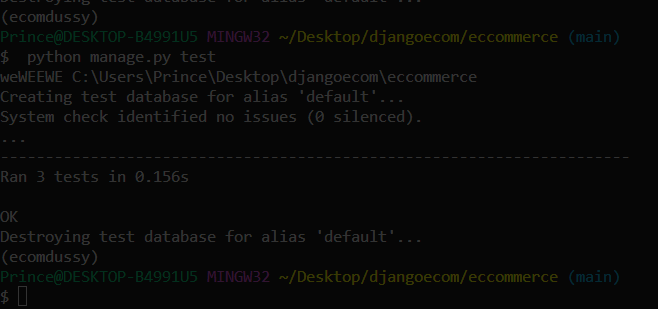 Destroying test database for alias 'default'...
(ecomdussy)
Prince@DESKTOP-B4991U5 MINGW32 ~/Desktop/djangoecom/eccommerce (main)
$  python manage.py test
weWEEWE C:\Users\Prince\Desktop\djangoecom\eccommerce
Creating test database for alias 'default'...
System check identified no issues (0 silenced).
...
----------------------------------------------------------------------
Ran 3 tests in 0.156s
OK
Destroying test database for alias 'default'...
(ecomdussy)
Prince@DESKTOP-B4991U5 MINGW32 ~/Desktop/djangoecom/eccommerce (main)
$